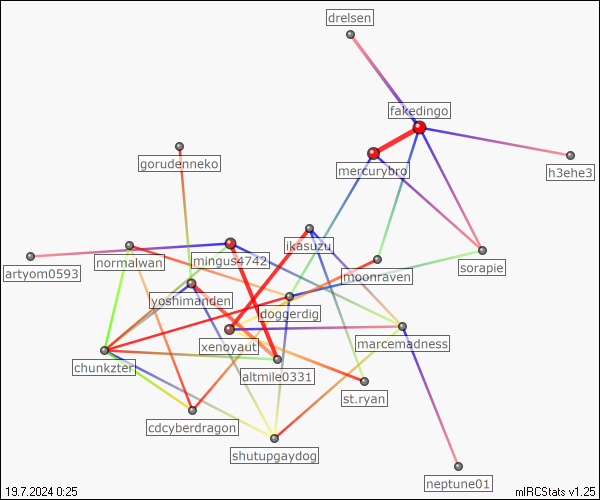 drelsen
fakedingo
gorudenneko
mercurybro
h3ehe3
ikasuzu
normalwan
mingus4742
sorapie
artyom0593
moonraven
yoshimarden
doggerdig
xenoyaut
marcemadness
chunkzter
altmile0331
st.ryan
cdcyberdragon
shutupgaydog
neptune01
19.7.2024 0:25
mIRCStats v1.25